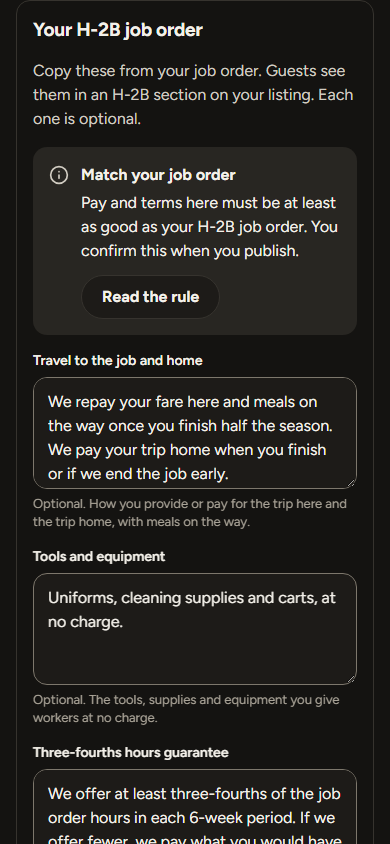 Your H-2B job order
Copy these from your job order. Guests see
them in an H-2B section on your listing. Each
one is optional.
Match your job order
Pay and terms here must be at least
as good as your H-2B job order. You
confirm this when you publish.
Read the rule
Travel to the job and home
We repay your fare here and meals on
the way once you finish half the season.
We pay your trip home when you finish
or if we end the job early.
Optional. How you provide or pay for the trip here and
the trip home, with meals on the way.
Tools and equipment
Uniforms, cleaning supplies and carts, at
no charge.
Optional. The tools, supplies and equipment you give
workers at no charge.
Three-fourths hours guarantee
We offer at least three-fourths of the job
order hours in each 6-week period. If we
offer fewer, we pay what you would have